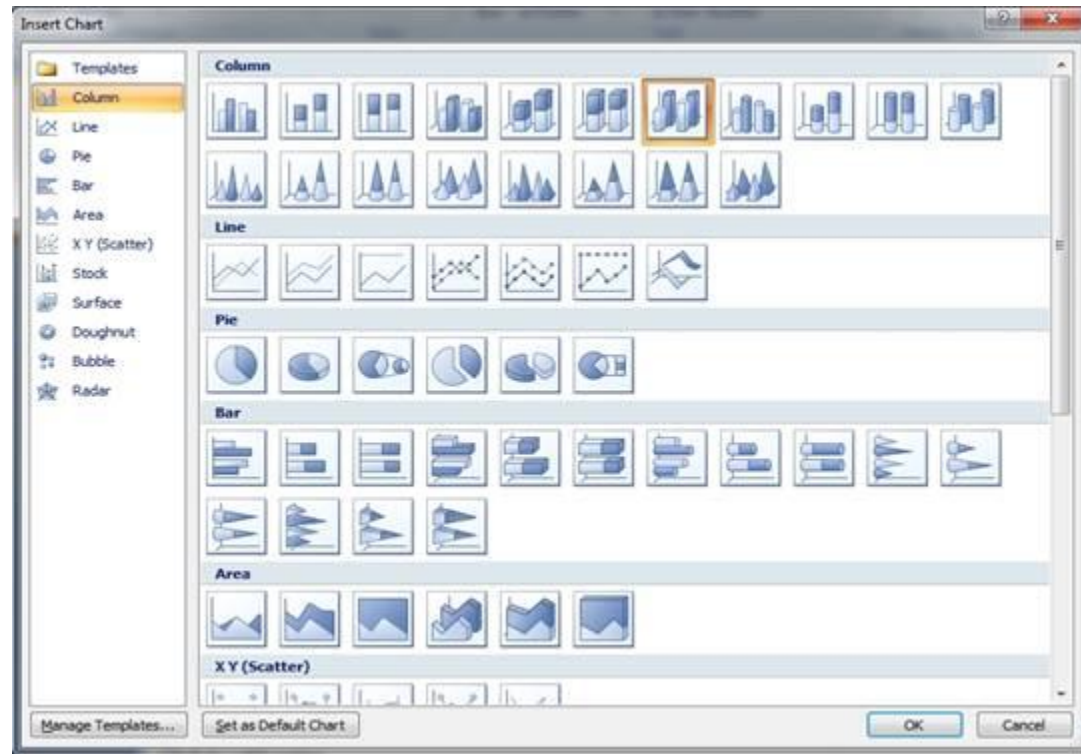 Insert Chart
Templates
Column
Line
Pie
Bar
Area
X Y (Scatter)
Stock
Surface
Doughnut
Bubble
Radar
Column
Line
Pie
Bar
Area
X Y (Scatter)
Manage Templates...
Set as Default Chart
OK
Cancel